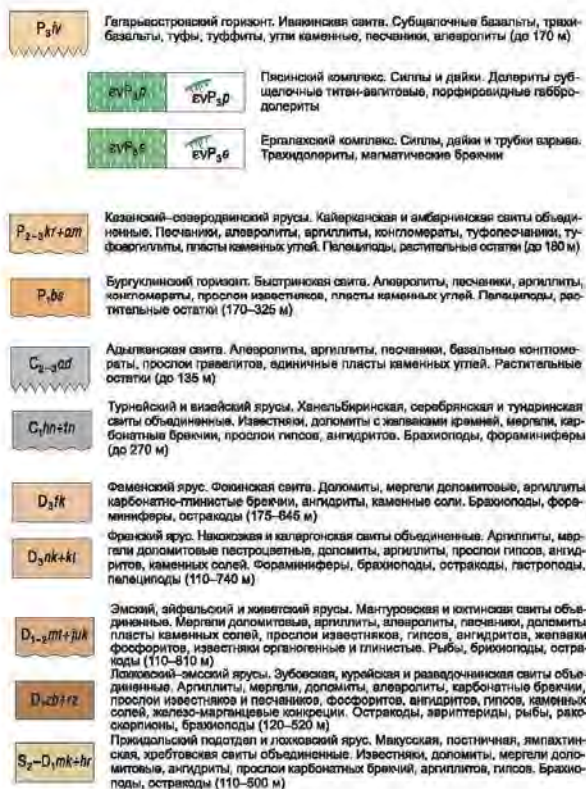 P₃iv
Гагарьеостровский горизонт. Ивакинская свита. Субщелочные базальты, трахи-
базальты, туфы, туффиты, угли каменные, песчаники, алевролиты (до 170 м)
ενP₃p ενP₃p
Пясинский комплекс. Силлы и дайки. Долериты суб-
щелочные титан-авгитовые, порфировидные габбро-
долериты
ενP₃e ενP₃e
Ергалахский комплекс. Силлы, дайки и трубки взрыва.
Трахидолериты, магматические брекчии
P₂₋₃kr+am
Казанский–северодвинский ярусы. Кайерканская и амбарнинская свиты объеди-
ненные. Песчаники, алевролиты, аргиллиты, конгломераты, туфопесчаники, ту-
фоаргиллиты, пласты каменных углей. Пелециподы, растительные остатки (до 180 м)
P₁bs
Бургуклинский горизонт. Быстринская свита. Алевролиты, песчаники, аргиллиты,
конгломераты, прослои известняков, пласты каменных углей. Пелециподы, рас-
тительные остатки (170–325 м)
C₂₋₃ad
Адылканская свита. Алевролиты, аргиллиты, песчаники, базальные конгломе-
раты, прослои гравелитов, единичные пласты каменных углей. Растительные
остатки (до 135 м)
C₁hn÷tn
Турнейский и визейский ярусы. Ханельбиринская, серебрянская и тундринская
свиты объединенные. Известняки, доломиты с желваками кремней, мергели, кар-
бонатные брекчии, прослои гипсов, ангидритов. Брахиоподы, фораминиферы
(до 270 м)
D₃fk
Фаменский ярус. Фокинская свита. Доломиты, мергели доломитовые, аргиллиты
карбонатно-глинистые брекчии, ангидриты, каменные соли. Брахиоподы, фора-
миниферы, остракоды (175–645 м)
D₃nk+kl
Франский ярус. Накохозкая и каларгонская свиты объединенные. Аргиллиты, мер-
гели доломитовые пестроцветные, доломиты, аргиллиты, прослои гипсов, ангид-
ритов, каменных солей. Фораминиферы, брахиоподы, остракоды, гастроподы,
пелециподы (110–740 м)
D₁₋₂mt+juk
Эмский, эйфельский и живетский ярусы. Мантуровская и юктинская свиты объе-
диненные. Мергели доломитовые, аргиллиты, алевролиты, песчаники, доломиты
пласты каменных солей, прослои известняков, гипсов, ангидритов, желваки
фосфоритов, известняки органогенные и глинистые. Рыбы, брихиоподы, остра-
коды (110–810 м)
D₁zb÷rz
Лохковский–эмсский ярусы. Зубовская, курейская и разведочнинская свиты объе-
диненные. Аргиллиты, мергели, доломиты, алевролиты, карбонатные брекчии,
прослои известняков и песчаников, фосфоритов, ангидритов, гипсов, каменных
солей, железо-марганцевые конкреции. Остракоды, эвриптериды, рыбы, рако-
скорпионы, брахиоподы (120–520 м)
S₂–D₁mk÷hr
Пржидольский подотдел и лохковский ярус. Макусская, постничная, ямпахтин-
ская, хребтовская свиты объединенные. Известняки, доломиты, мергели доло-
митовые, ангидриты, прослои карбонатных брекчий, аргиллитов, гипсов. Брахио-
поды, остракоды (110–500 м)